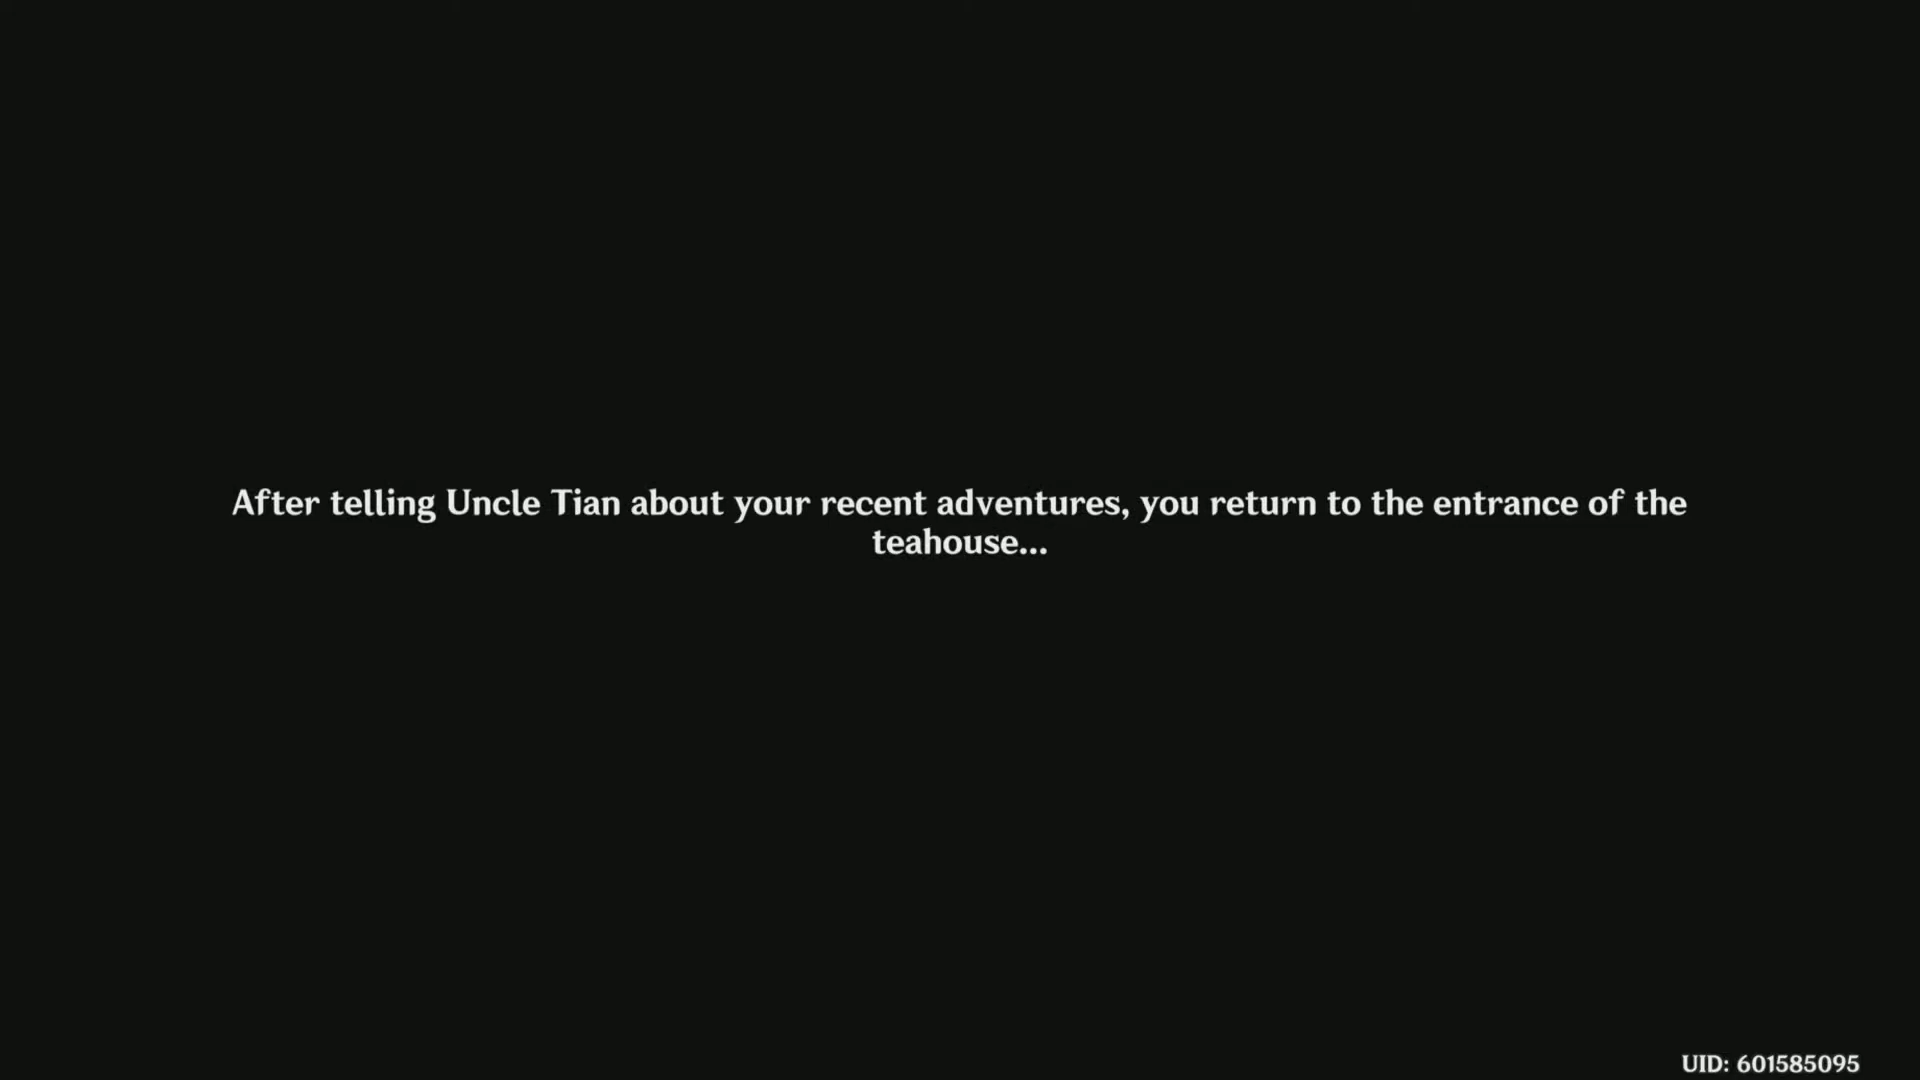 After telling Uncle Tian about your recent adventures, you return to the entrance of the
teahouse...
UID: 601585095